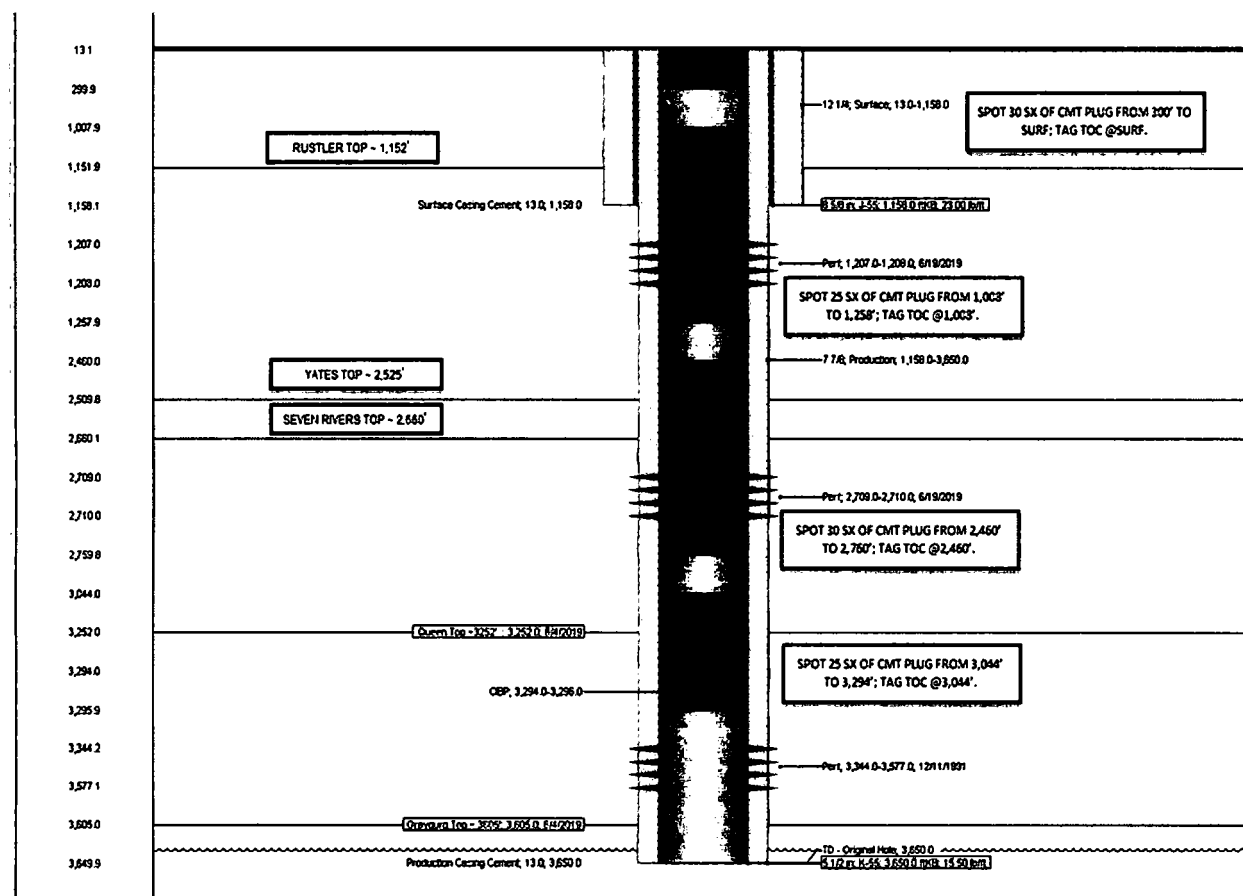 13.1
299.9
12 1/4; Surface; 13.0-1,158.0
SPOT 30 SX OF CMT PLUG FROM 300' TO
SURF; TAG TOC @SURF.
1,007.9
RUSTLER TOP ~ 1,152'
1,151.9
1,158.1
Surface Casing Cement; 13.0; 1,158.0
8 5/8 in; J-55; 1,158.0 ftKB; 23.00 lb/ft
1,207.0
Perf; 1,207.0-1,208.0; 6/19/2019
1,208.0
SPOT 25 SX OF CMT PLUG FROM 1,008'
TO 1,258'; TAG TOC @1,008'.
1,257.9
2,460.0
7 7/8; Production; 1,158.0-3,650.0
YATES TOP ~ 2,525'
2,509.8
SEVEN RIVERS TOP ~ 2,660'
2,660.1
2,709.0
Perf; 2,709.0-2,710.0; 6/19/2019
2,710.0
SPOT 30 SX OF CMT PLUG FROM 2,460'
TO 2,760'; TAG TOC @2,460'.
2,759.8
3,044.0
3,252.0
Queen Top ~3252'; 3,252.0; 6/4/2019
3,294.0
SPOT 25 SX OF CMT PLUG FROM 3,044'
TO 3,294'; TAG TOC @3,044'.
CIBP; 3,294.0-3,296.0
3,295.9
3,344.2
Perf; 3,344.0-3,577.0; 12/11/1991
3,577.1
3,605.0
Top ~ 3605'; 3,605.0; 6/4/2019
TD - Original Hole; 3,650.0
3,649.9
Production Casing Cement; 13.0; 3,650.0
5 1/2 in; K-55; 3,650.0 ftKB; 15.50 lb/ft